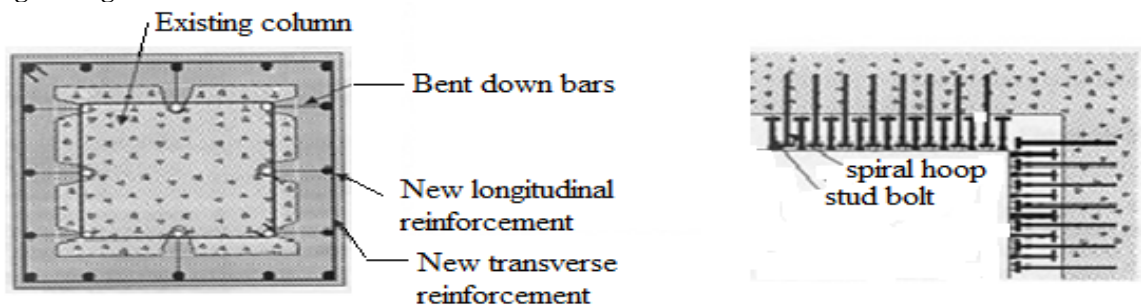 Existing column
Bent down bars
New longitudinal
reinforcement
New transverse
reinforcement
spiral hoop
stud bolt